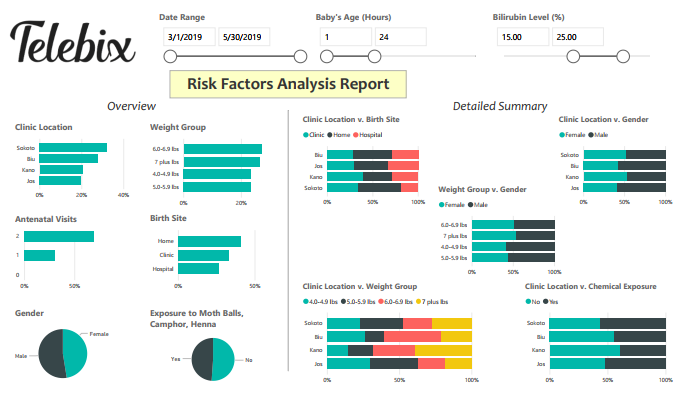 Telebix
Date Range
3/1/2019 5/30/2019
Baby's Age (Hours)
1 24
Bilirubin Level (%)
15.00 25.00
Risk Factors Analysis Report
Overview
Clinic Location
Sokoto
Biu
Kano
Jos
0% 20% 40%
Weight Group
6.0-6.9 lbs
7 plus lbs
4.0-4.9 lbs
5.0-5.9 lbs
0% 20%
Antenatal Visits
2
1
0
0% 50%
Birth Site
Home
Clinic
Hospital
0% 50%
Gender
Female
Male
Exposure to Moth Balls,
Camphor, Henna
Yes
No
Detailed Summary
Clinic Location v. Birth Site
Clinic Home Hospital
Biu
Jos
Kano
Sokoto
0% 50% 100%
Clinic Location v. Gender
Female Male
Sokoto
Biu
Kano
Jos
0% 50% 100%
Weight Group v. Gender
Female Male
6.0-6.9 lbs
7 plus lbs
4.0-4.9 lbs
5.0-5.9 lbs
0% 50% 100%
Clinic Location v. Weight Group
4.0-4.9 lbs 5.0-5.9 lbs 6.0-6.9 lbs 7 plus lbs
Sokoto
Biu
Kano
Jos
0% 50% 100%
Clinic Location v. Chemical Exposure
No Yes
Sokoto
Biu
Kano
Jos
0% 50% 100%